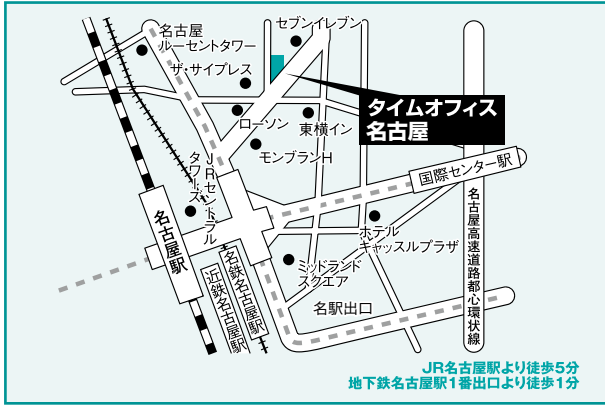 名古屋
ルーセントタワー
セブンイレブン
ザ・サイプレス
タイムオフィス
名古屋
ローソン
東横イン
モンブランH
JRセントラル
タワーズ
国際センター駅
名古屋駅
名古屋高速道路都心環状線
ホテル
キャッスルプラザ
ミッドランド
スクエア
名鉄名古屋駅
近鉄名古屋駅
名駅出口
JR名古屋駅より徒歩5分
地下鉄名古屋駅1番出口より徒歩1分